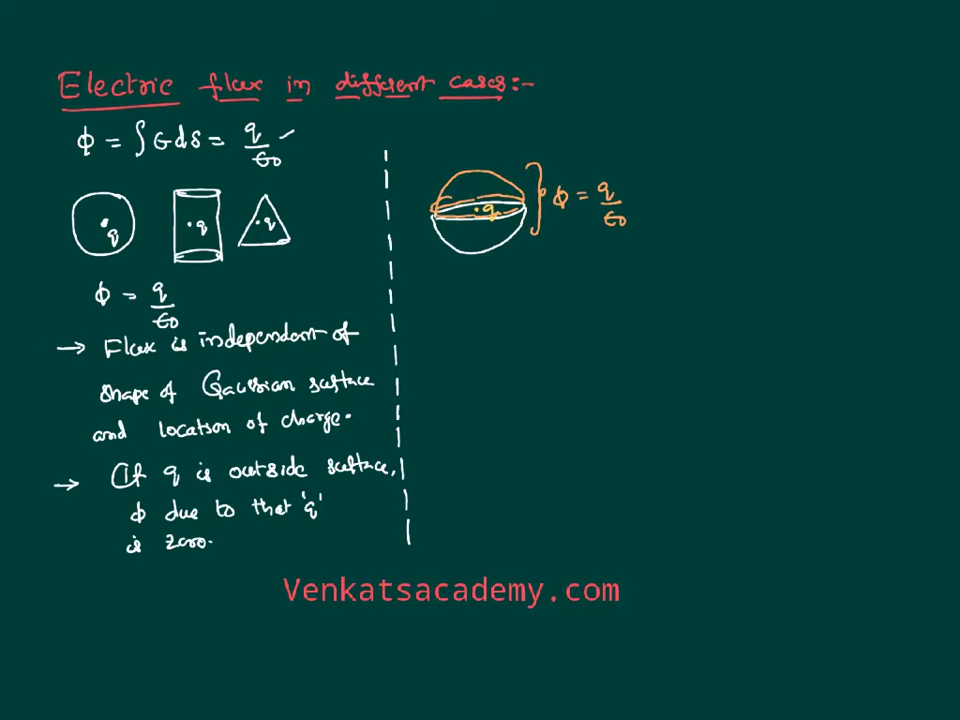 Electric flux in different cases:-
ϕ = ∫ E ds = q/ε0
q
q
q
ϕ = q/ε0
→ Flux is independent of
shape of Gaussian surface
and location of charge.
→ If q is outside surface,
ϕ due to that 'q'
is zero.
q
ϕ = q/ε0
Venkatsacademy.com